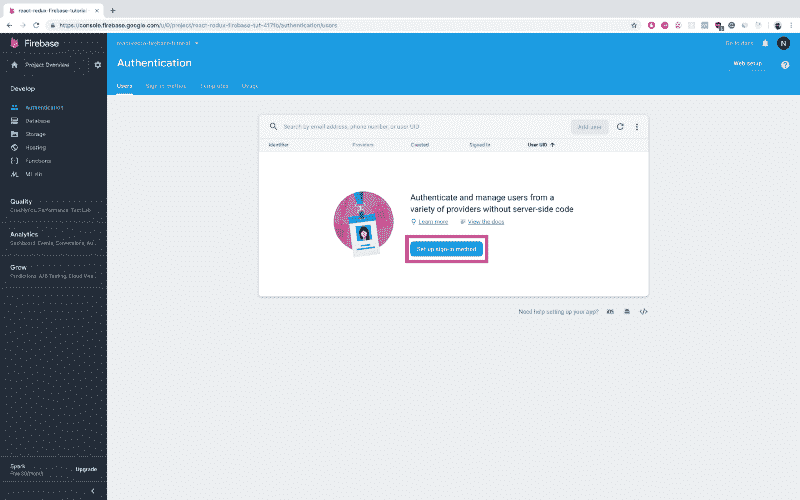 react-redux-firebase-tutorial
https://console.firebase.google.com/u/0/project/react-redux-firebase-tut-4171b/authentication/users
Firebase
react-redux-firebase-tutorial
Go to docs
N
Project Overview
Authentication
Web setup
Develop
Users
Sign-in method
Templates
Usage
Authentication
Database
Storage
Hosting
Functions
ML Kit
Search by email address, phone number, or user UID
Add user
Identifier
Providers
Created
Signed In
User UID
Quality
Crashlytics, Performance, Test Lab
Authenticate and manage users from a
variety of providers without server-side code
Learn more
View the docs
Analytics
Dashboard, Events, Conversions, Au...
Set up sign-in method
Grow
Predictions, A/B Testing, Cloud Mes...
Need help setting up your app?
iOS
Spark
Free $0/month
Upgrade